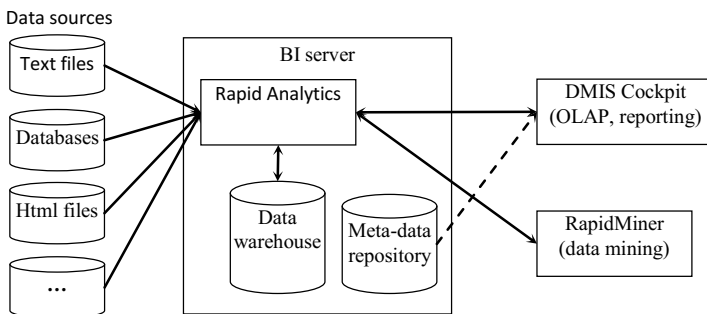 Data sources
Text files
Databases
Html files
...
BI server
Rapid Analytics
Data
warehouse
Meta-data
repository
DMIS Cockpit
(OLAP, reporting)
RapidMiner
(data mining)